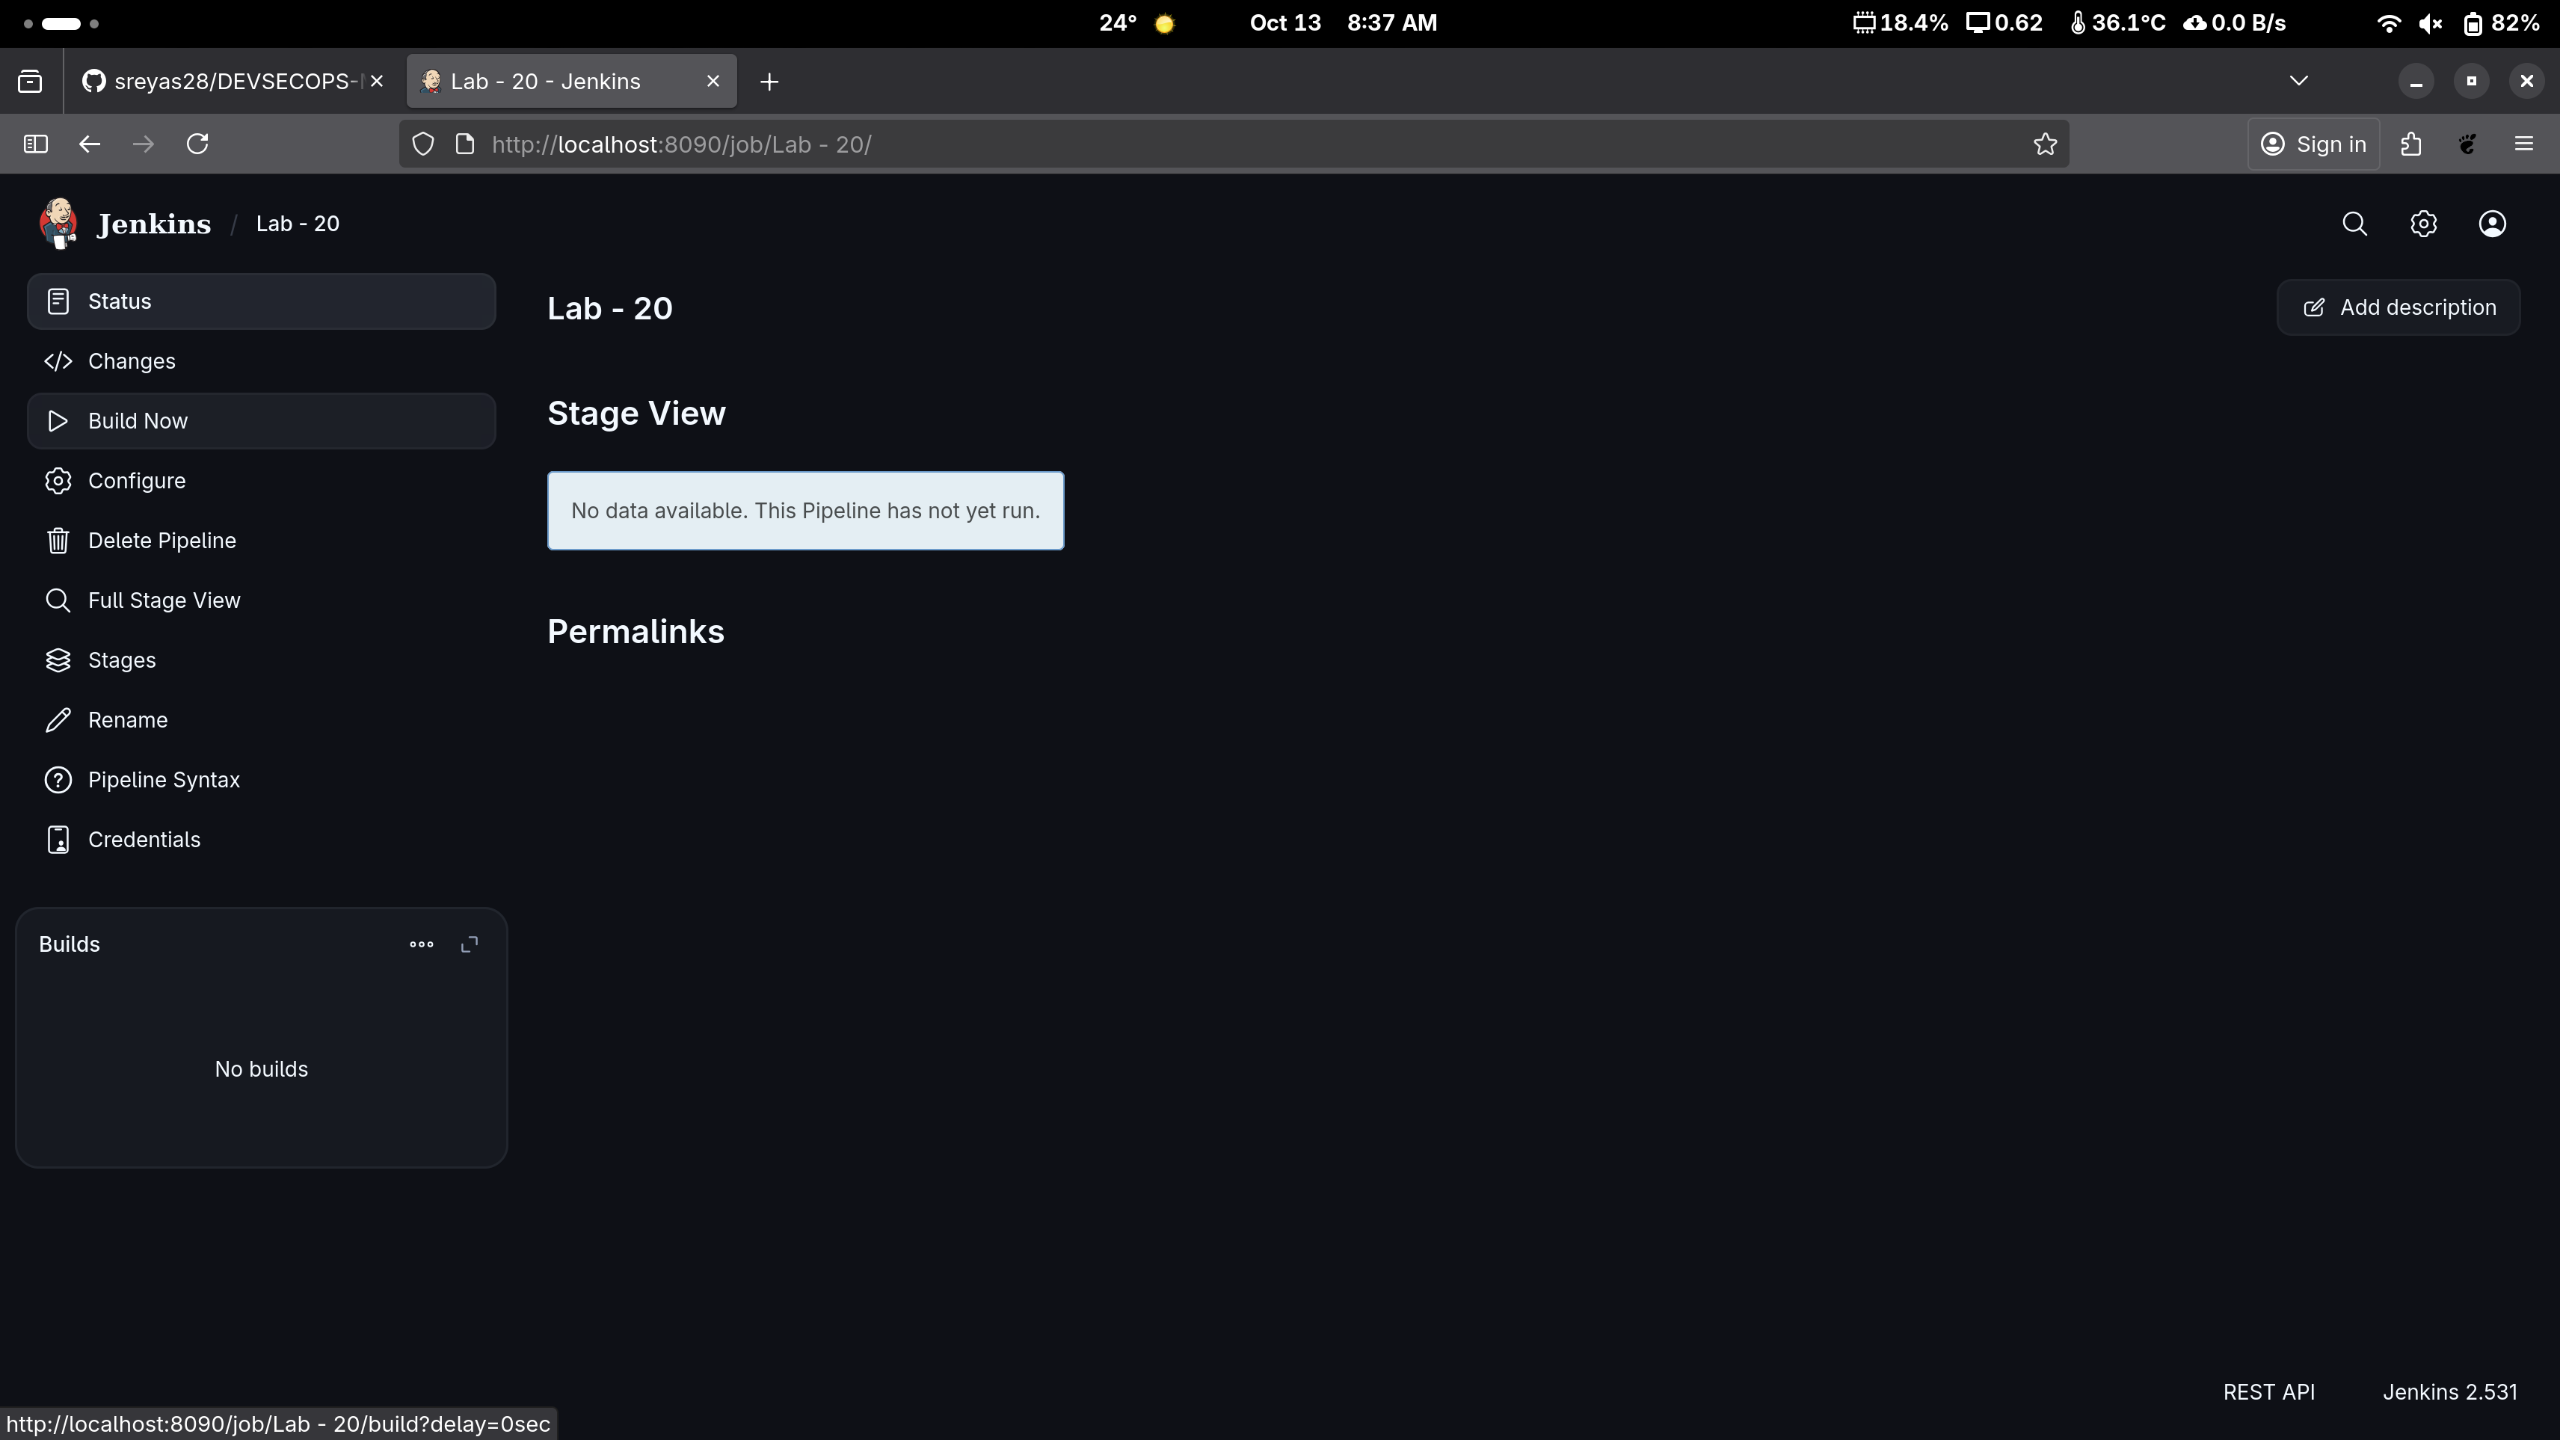 24° Oct 13 8:37 AM 18.4% 0.62 36.1°C 0.0 B/s 82%
sreyas28/DEVSECOPS- Lab - 20 - Jenkins
http://localhost:8090/job/Lab - 20/ Sign in
Jenkins / Lab - 20
Status
Changes
Build Now
Configure
Delete Pipeline
Full Stage View
Stages
Rename
Pipeline Syntax
Credentials
Builds
No builds
Lab - 20
Add description
Stage View
No data available. This Pipeline has not yet run.
Permalinks
REST API Jenkins 2.531
http://localhost:8090/job/Lab - 20/build?delay=0sec